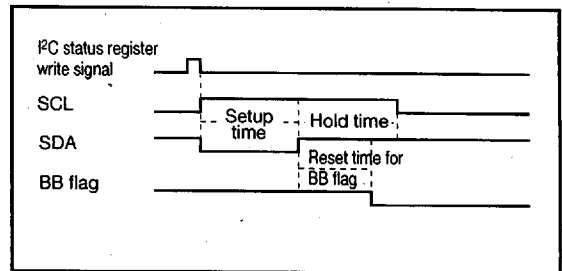 I²C status register
write signal
SCL
Setup
time
Hold time
SDA
Reset time for
BB flag
BB flag